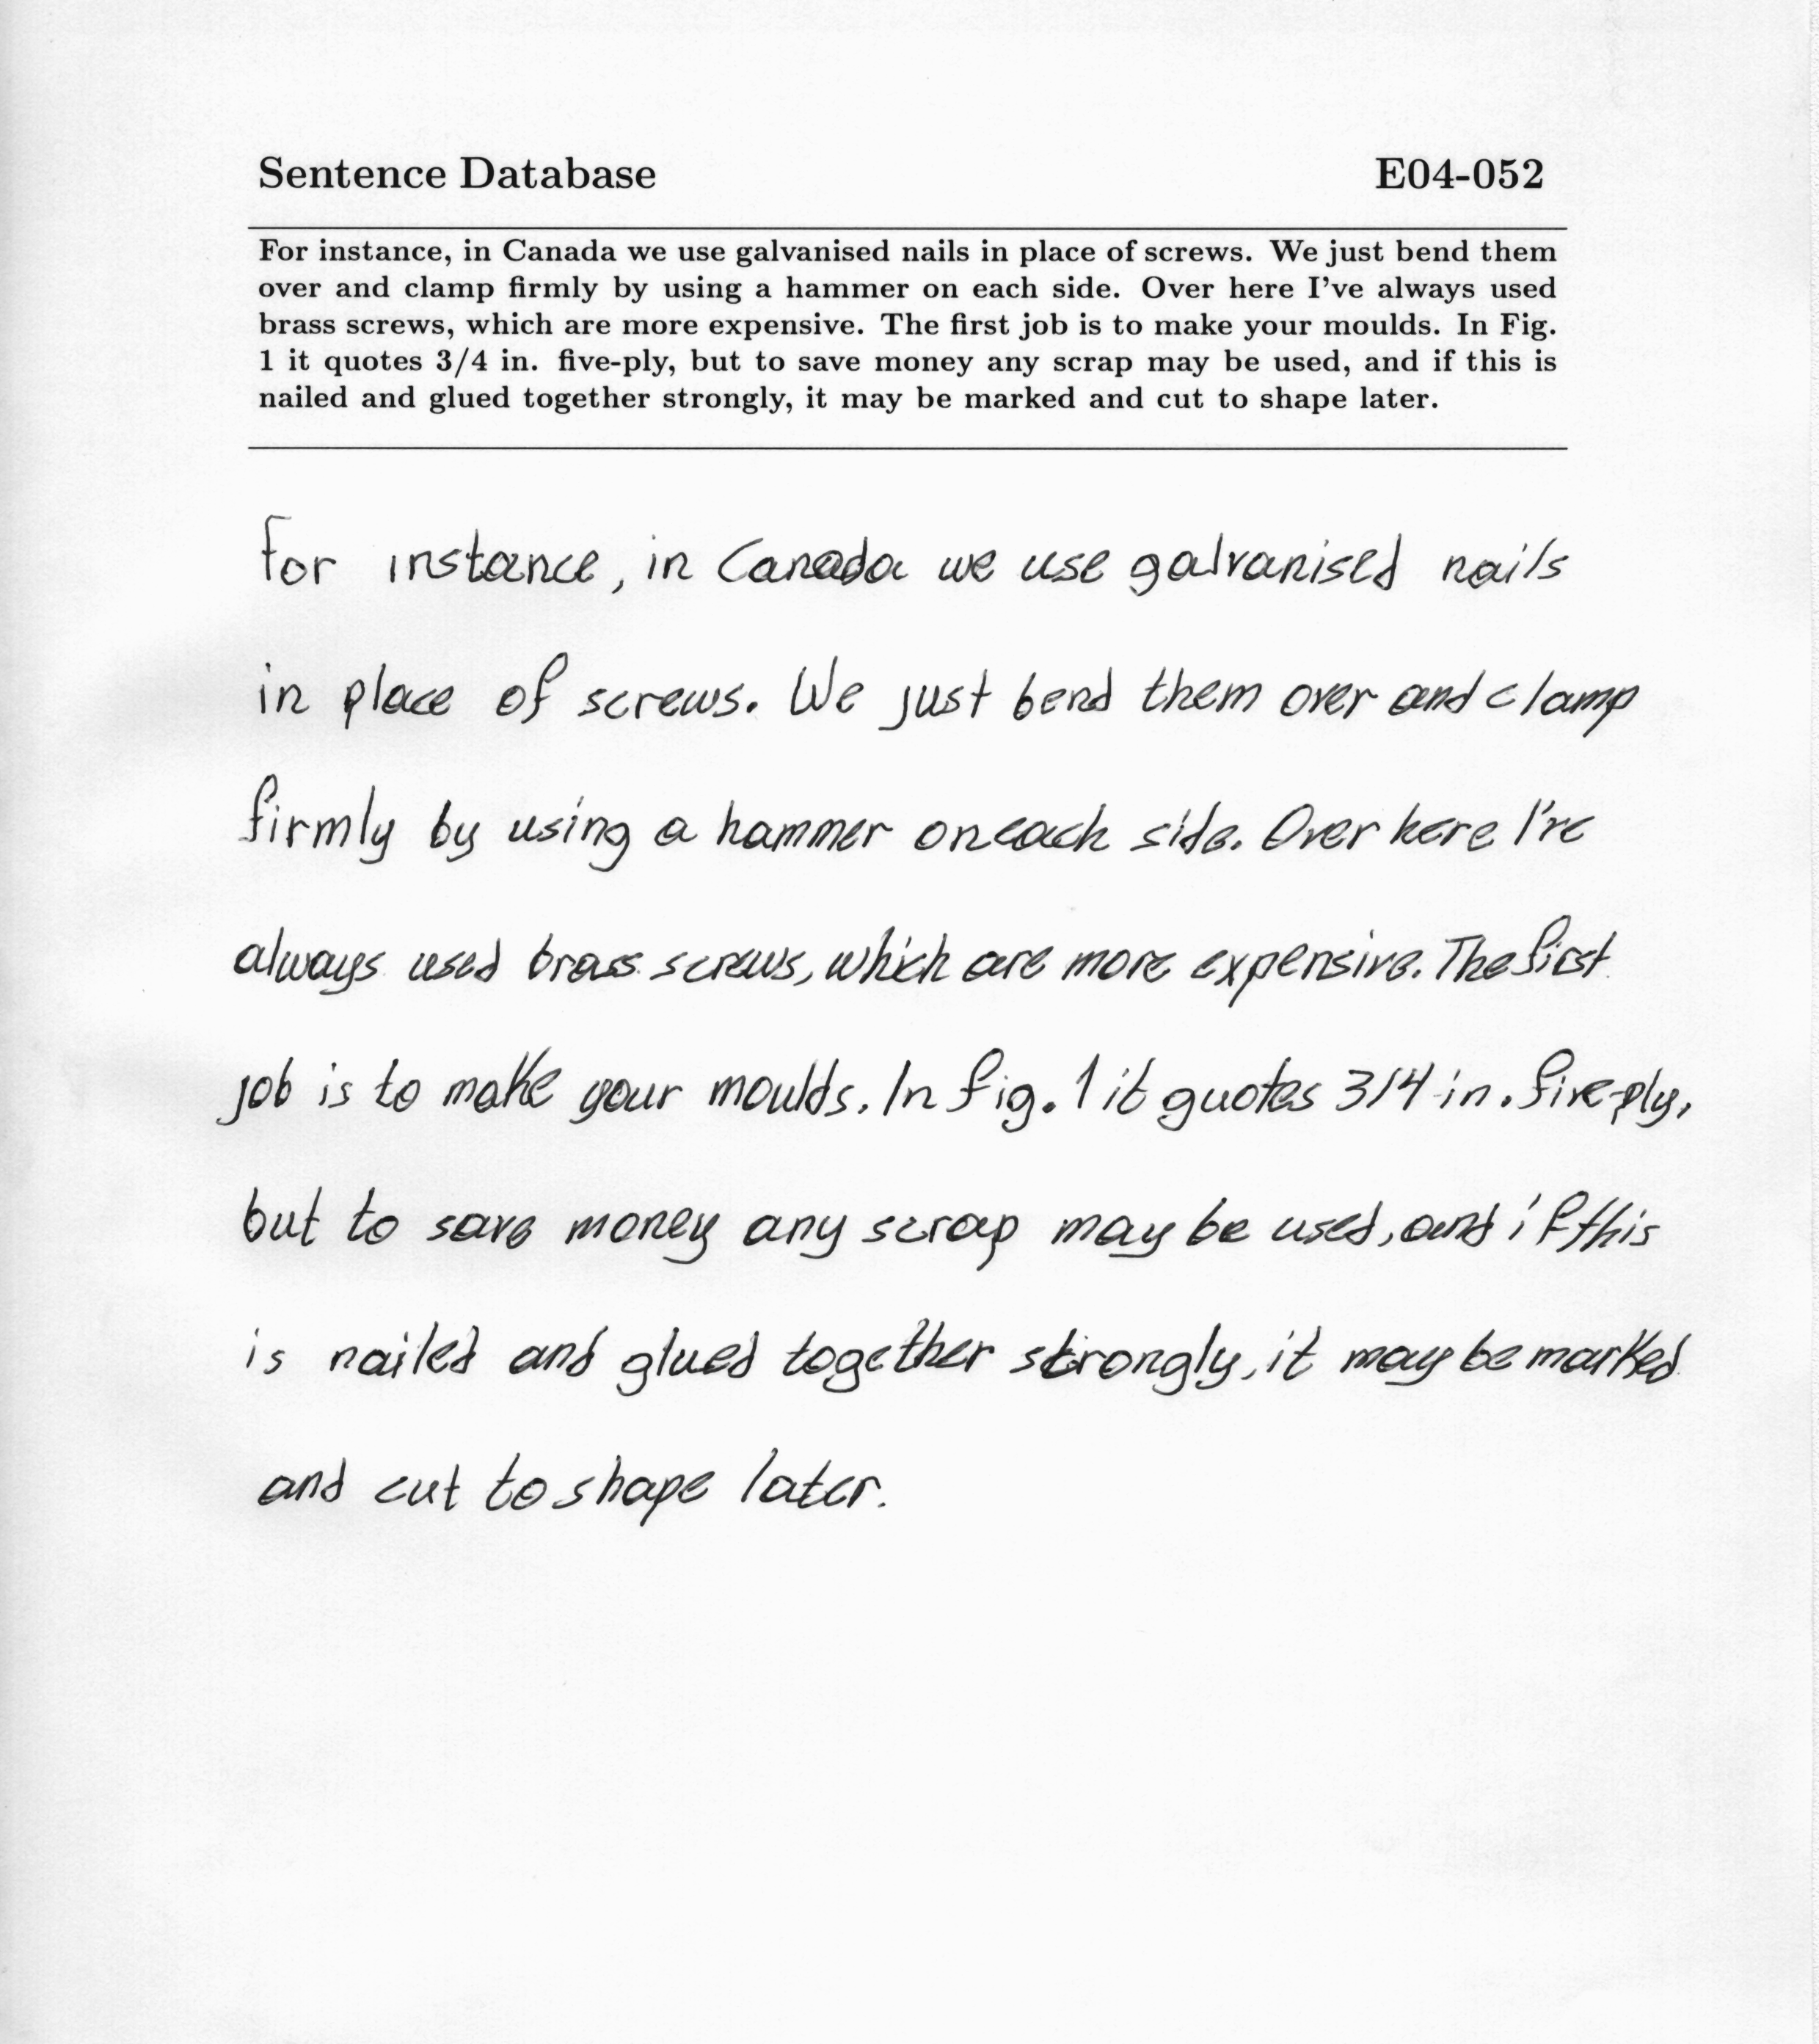 Sentence Database E04-052
For instance, in Canada we use galvanised nails in place of screws. We just bend them
over and clamp firmly by using a hammer on each side. Over here I've always used
brass screws, which are more expensive. The first job is to make your moulds. In Fig.
1 it quotes 3/4 in. five-ply, but to save money any scrap may be used, and if this is
nailed and glued together strongly, it may be marked and cut to shape later.
For instance, in Canada we use galvanised nails
in place of screws. We just bend them over and clamp
firmly by using a hammer on each side. Over here I've
always used brass screws, which are more expensive. The first
job is to make your moulds. In fig. 1 it quotes 3/4 in. five-ply,
but to save money any scrap may be used, and if this
is nailed and glued together strongly, it may be marked
and cut to shape later.